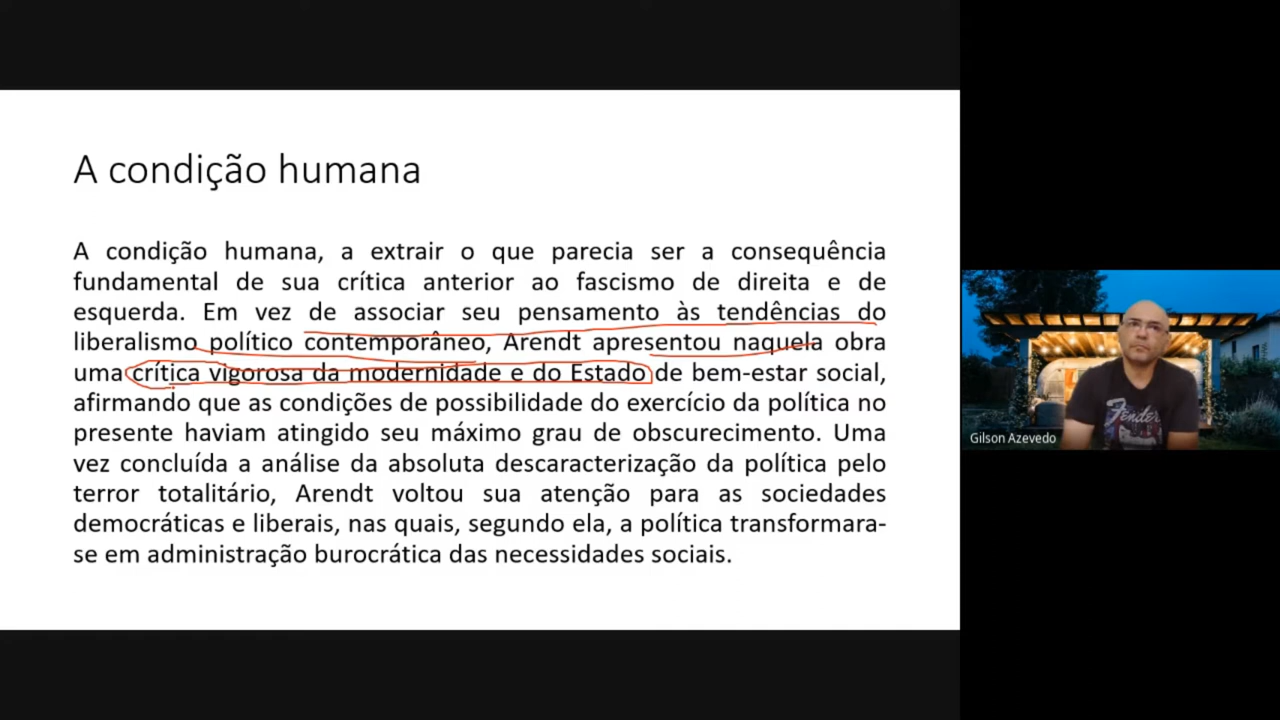 A condição humana
A condição humana, a extrair o que parecia ser a consequência
fundamental de sua crítica anterior ao fascismo de direita e de
esquerda. Em vez de associar seu pensamento às tendências do
liberalismo político contemporâneo, Arendt apresentou naquela obra
uma crítica vigorosa da modernidade e do Estado de bem-estar social,
afirmando que as condições de possibilidade do exercício da política no
presente haviam atingido seu máximo grau de obscurecimento. Uma
vez concluída a análise da absoluta descaracterização da política pelo
terror totalitário, Arendt voltou sua atenção para as sociedades
democráticas e liberais, nas quais, segundo ela, a política transformara-
se em administração burocrática das necessidades sociais.
Fender
Gilson Azevedo